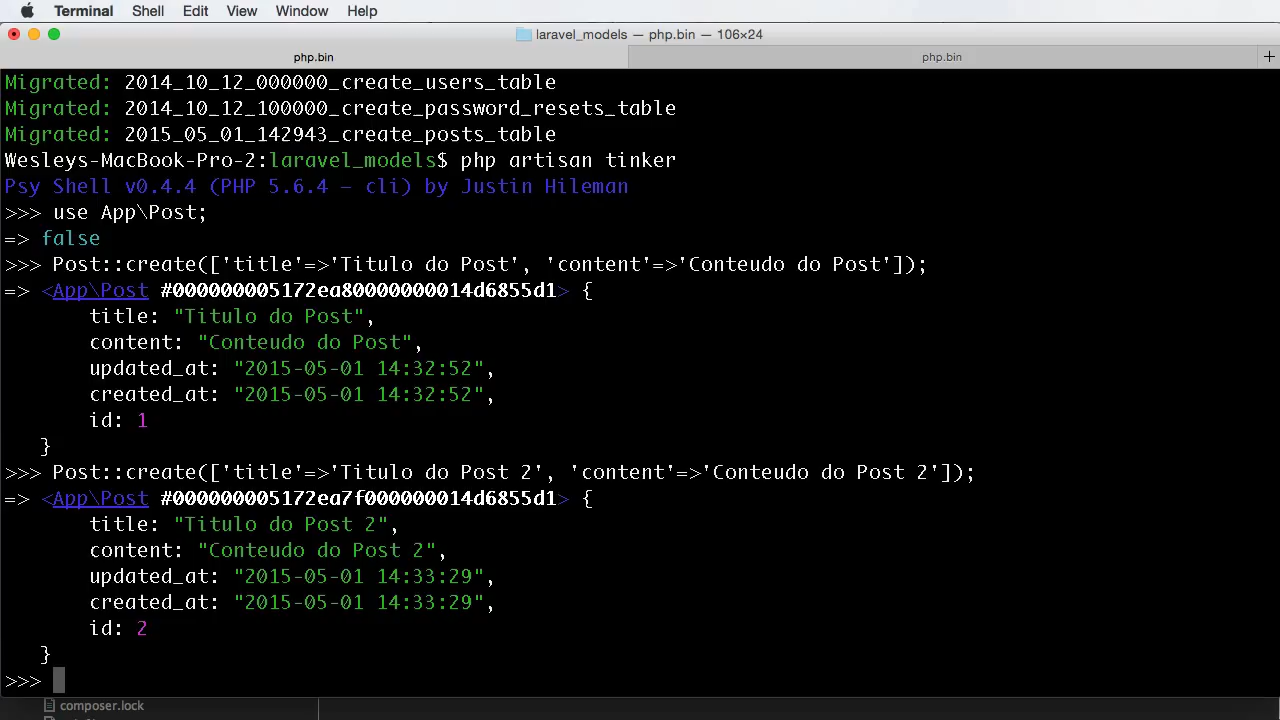 Terminal Shell Edit View Window Help
laravel_models — php.bin — 106×24
php.bin php.bin +
Migrated: 2014_10_12_000000_create_users_table
Migrated: 2014_10_12_100000_create_password_resets_table
Migrated: 2015_05_01_142943_create_posts_table
Wesleys-MacBook-Pro-2:laravel_models$ php artisan tinker
Psy Shell v0.4.4 (PHP 5.6.4 — cli) by Justin Hileman
>>> use App\Post;
=> false
>>> Post::create(['title'=>'Titulo do Post', 'content'=>'Conteudo do Post']);
=> <App\Post #000000005172ea80000000014d6855d1> {
title: "Titulo do Post",
content: "Conteudo do Post",
updated_at: "2015-05-01 14:32:52",
created_at: "2015-05-01 14:32:52",
id: 1
}
>>> Post::create(['title'=>'Titulo do Post 2', 'content'=>'Conteudo do Post 2']);
=> <App\Post #000000005172ea7f000000014d6855d1> {
title: "Titulo do Post 2",
content: "Conteudo do Post 2",
updated_at: "2015-05-01 14:33:29",
created_at: "2015-05-01 14:33:29",
id: 2
}
>>>
composer.lock